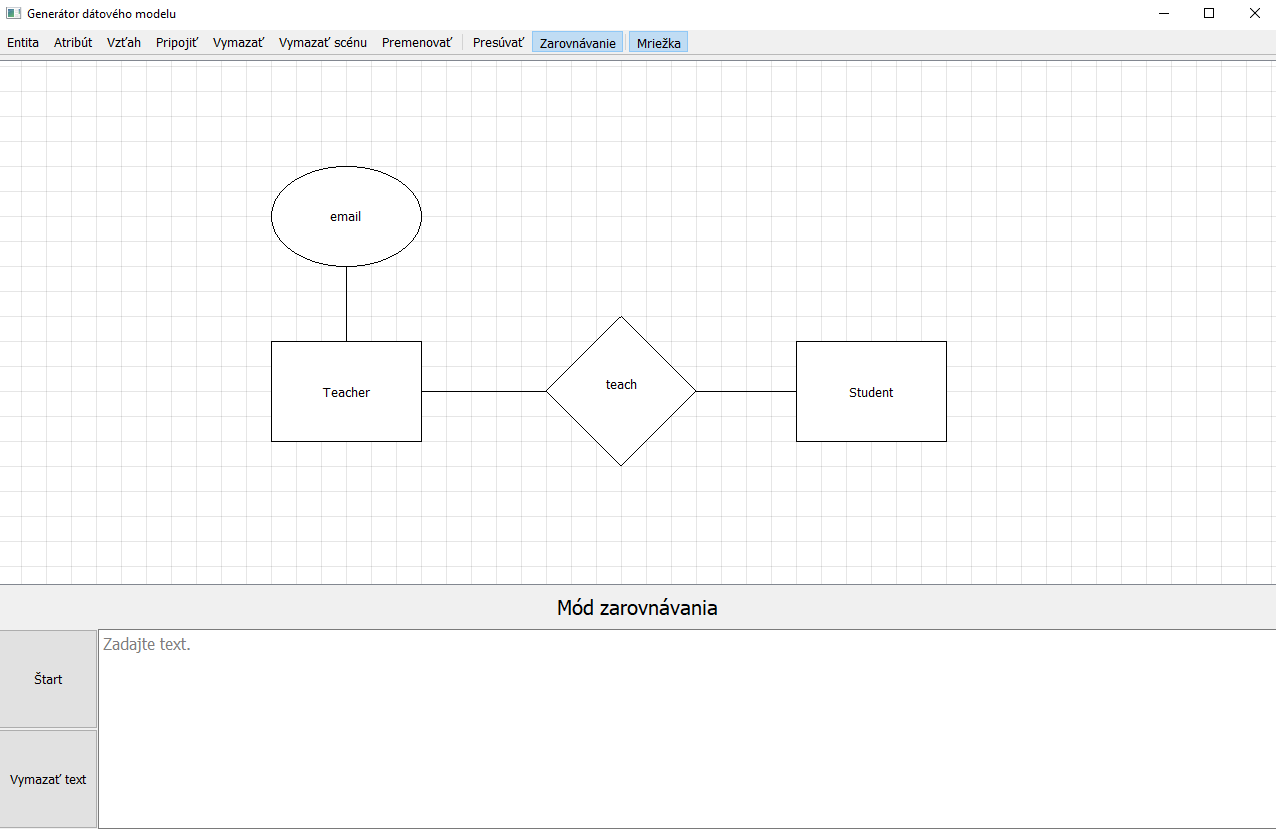 Generátor dátového modelu
Entita Atribút Vzťah Pripojiť Vymazať Vymazať scénu Premenovať Presúvať Zarovnávanie Mriežka
email
Teacher teach Student
Mód zarovnávania
Štart
Zadajte text.
Vymazať text